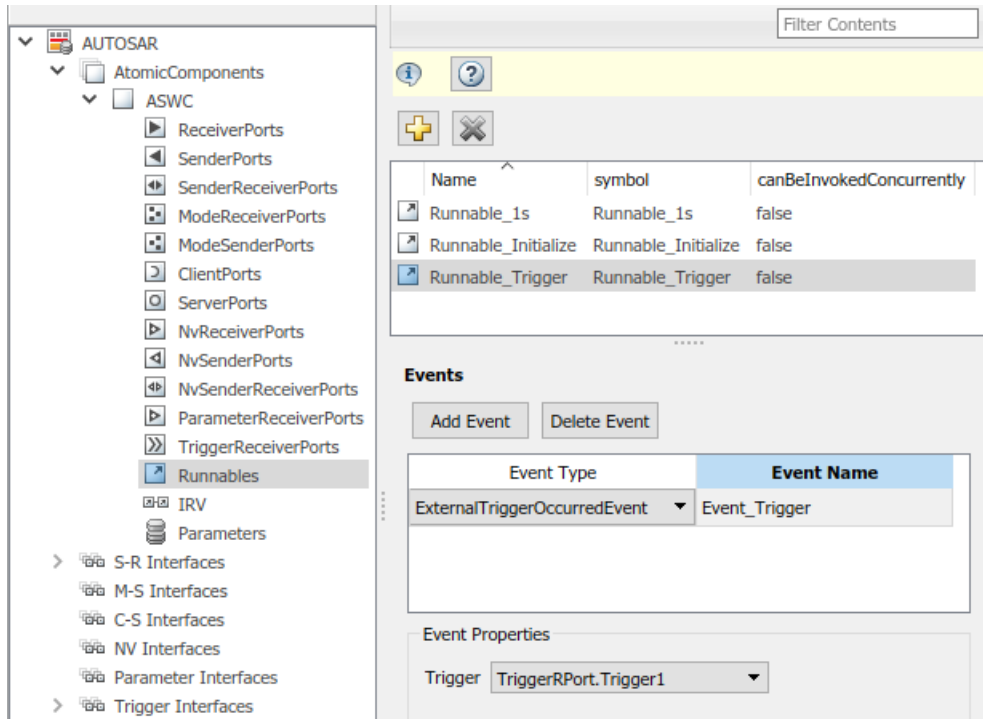 Filter Contents
AUTOSAR
AtomicComponents
ASWC
ReceiverPorts
SenderPorts
SenderReceiverPorts
ModeReceiverPorts
ModeSenderPorts
ClientPorts
ServerPorts
NvReceiverPorts
NvSenderPorts
NvSenderReceiverPorts
ParameterReceiverPorts
TriggerReceiverPorts
Runnables
IRV
Parameters
S-R Interfaces
M-S Interfaces
C-S Interfaces
NV Interfaces
Parameter Interfaces
Trigger Interfaces
Name symbol canBeInvokedConcurrently
Runnable_1s Runnable_1s false
Runnable_Initialize Runnable_Initialize false
Runnable_Trigger Runnable_Trigger false
Events
Add Event Delete Event
Event Type Event Name
ExternalTriggerOccurredEvent Event_Trigger
Event Properties
Trigger TriggerRPort.Trigger1